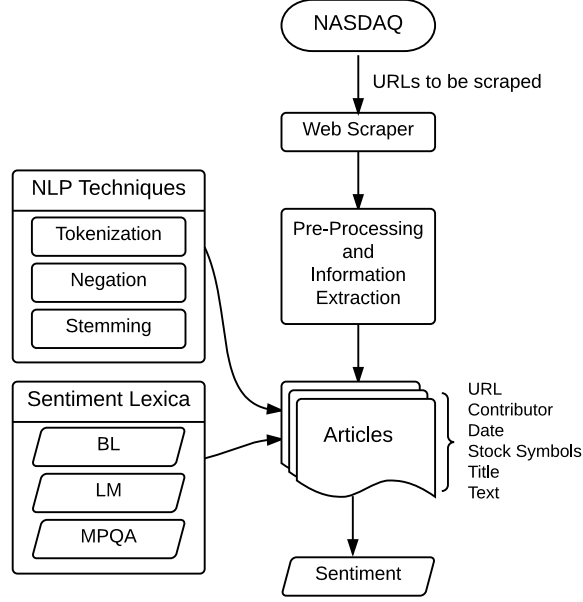 NASDAQ
URLs to be scraped
Web Scraper
Pre-Processing
and
Information
Extraction
NLP Techniques
Tokenization
Negation
Stemming
Sentiment Lexica
BL
LM
MPQA
Articles
URL
Contributor
Date
Stock Symbols
Title
Text
Sentiment